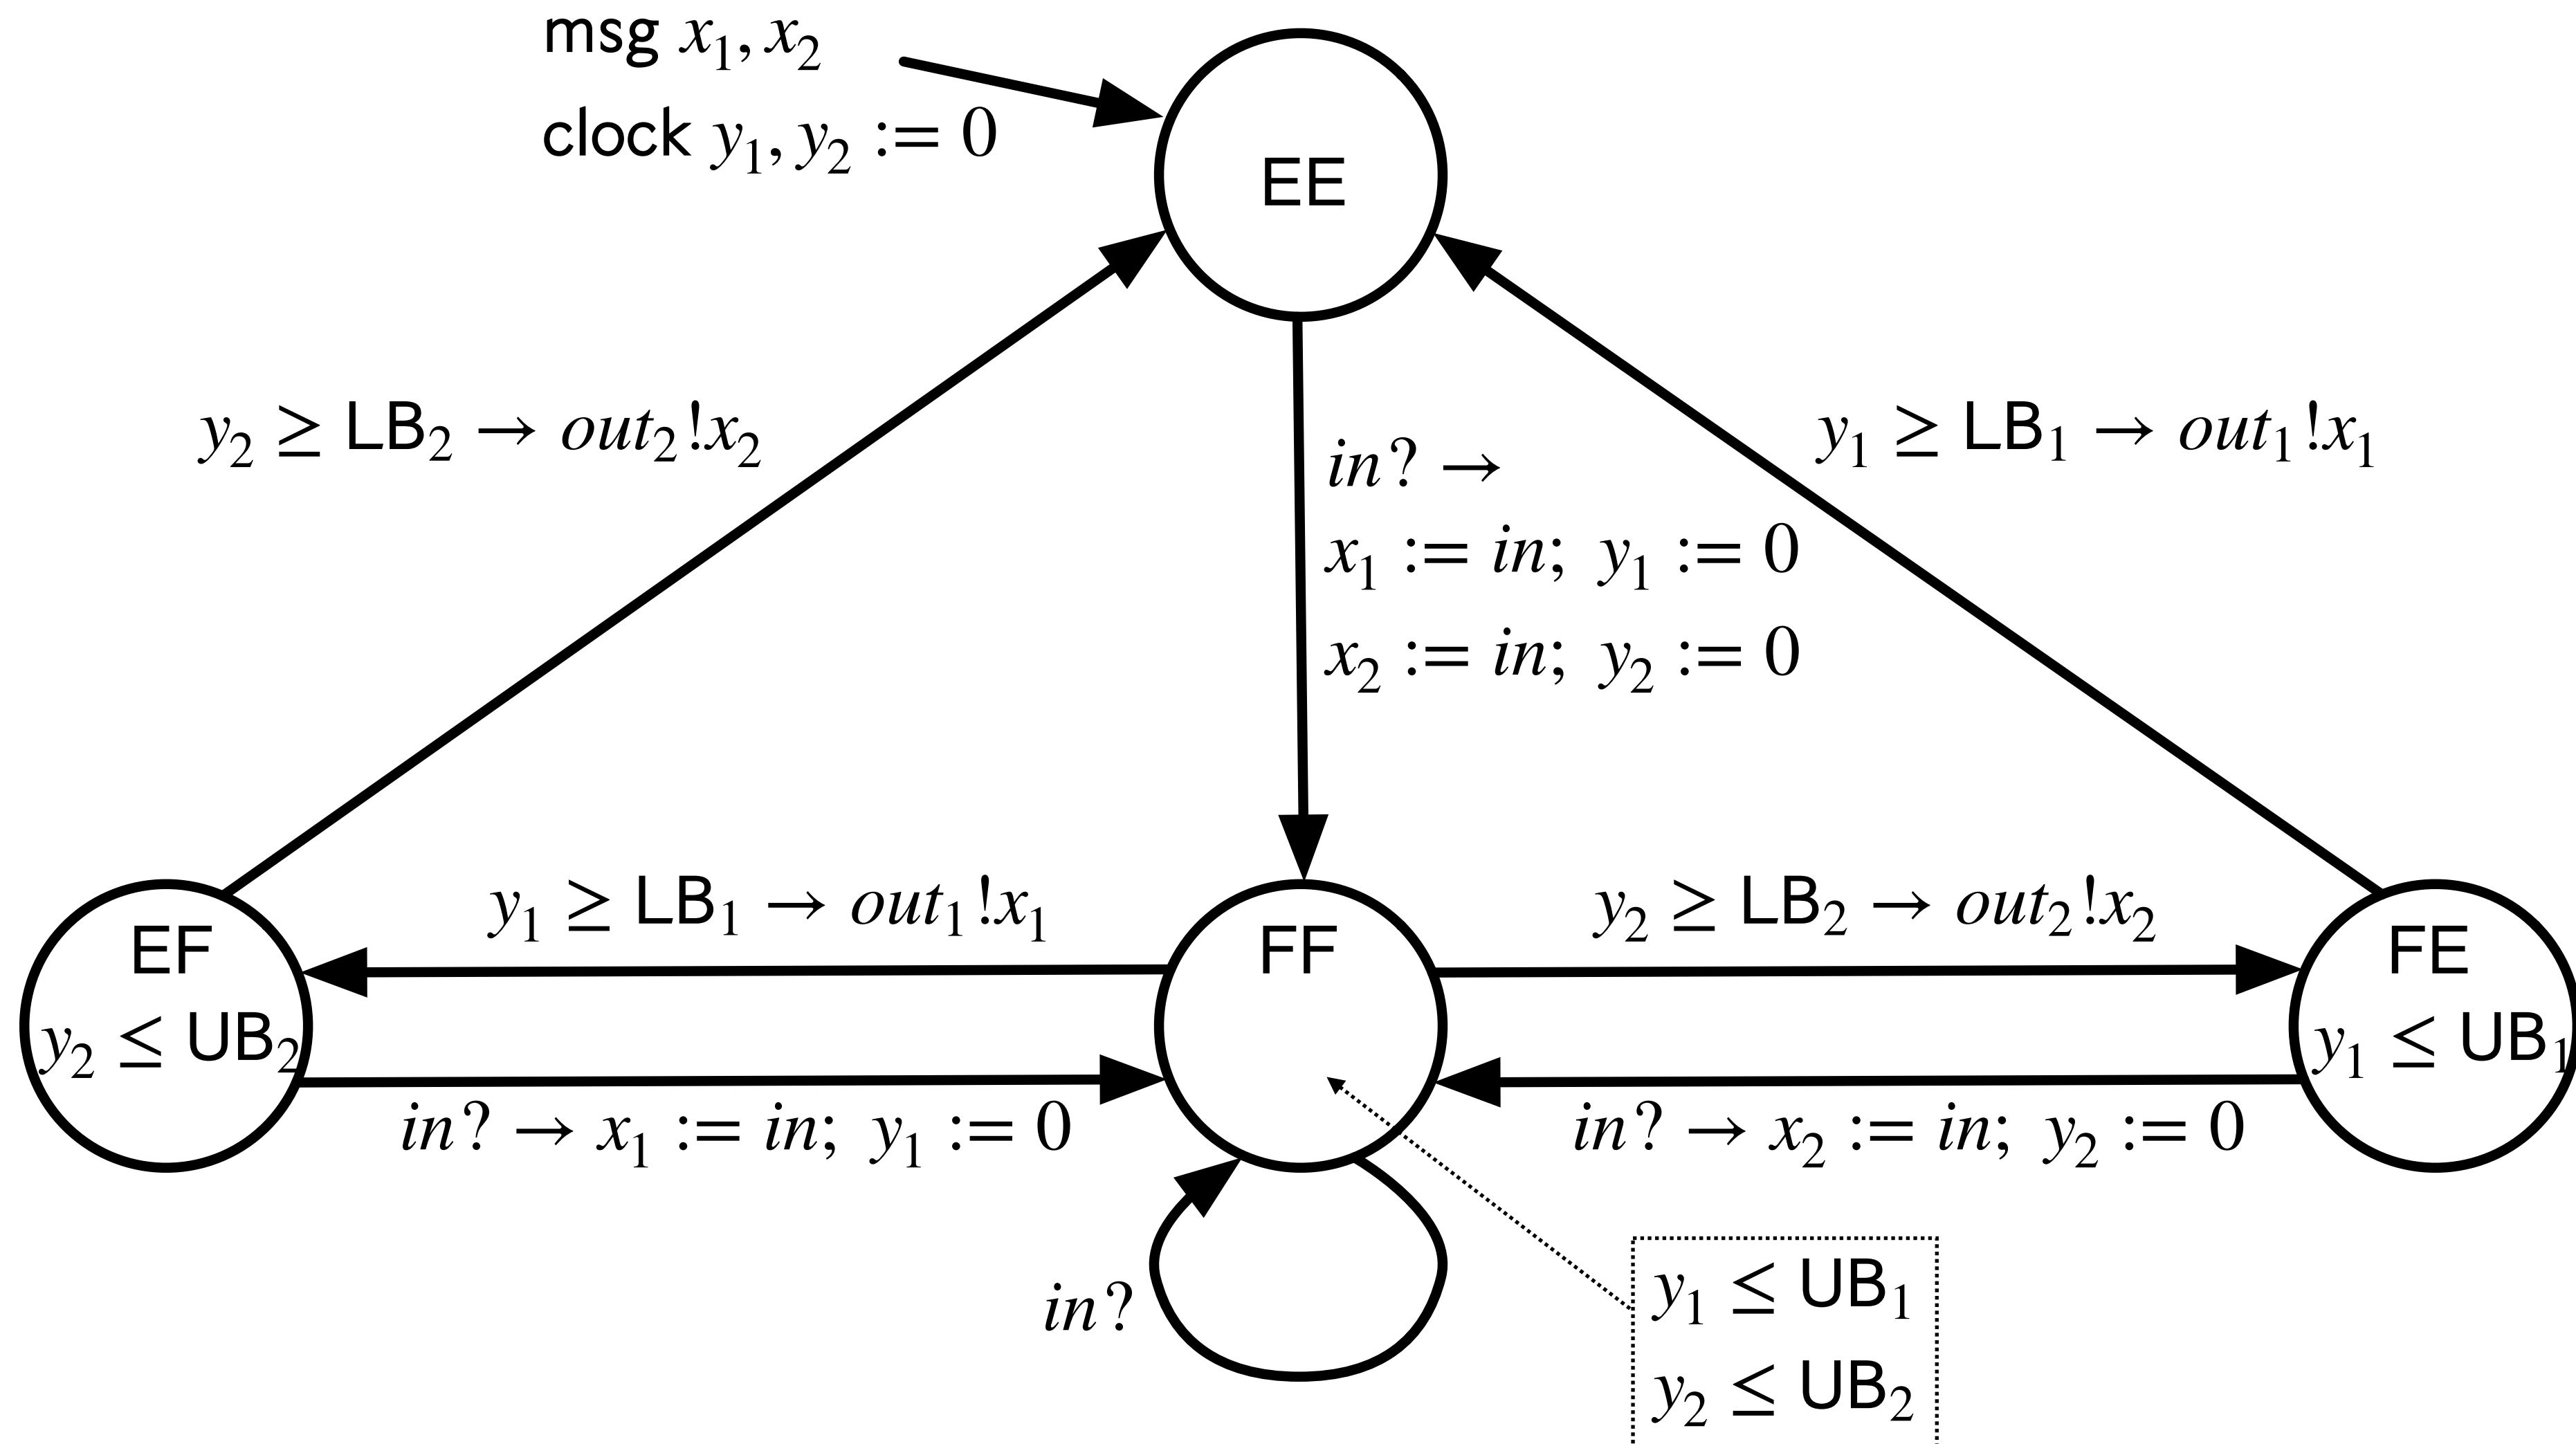 msg x₁, x₂
clock y₁, y₂ := 0
EE
y₂ ≥ LB₂ → out₂!x₂
y₁ ≥ LB₁ → out₁!x₁
in? →
x₁ := in; y₁ := 0
x₂ := in; y₂ := 0
y₁ ≥ LB₁ → out₁!x₁
y₂ ≥ LB₂ → out₂!x₂
EF
y₂ ≤ UB₂
FF
FE
y₁ ≤ UB₁
in? → x₁ := in; y₁ := 0
in? → x₂ := in; y₂ := 0
in?
y₁ ≤ UB₁
y₂ ≤ UB₂